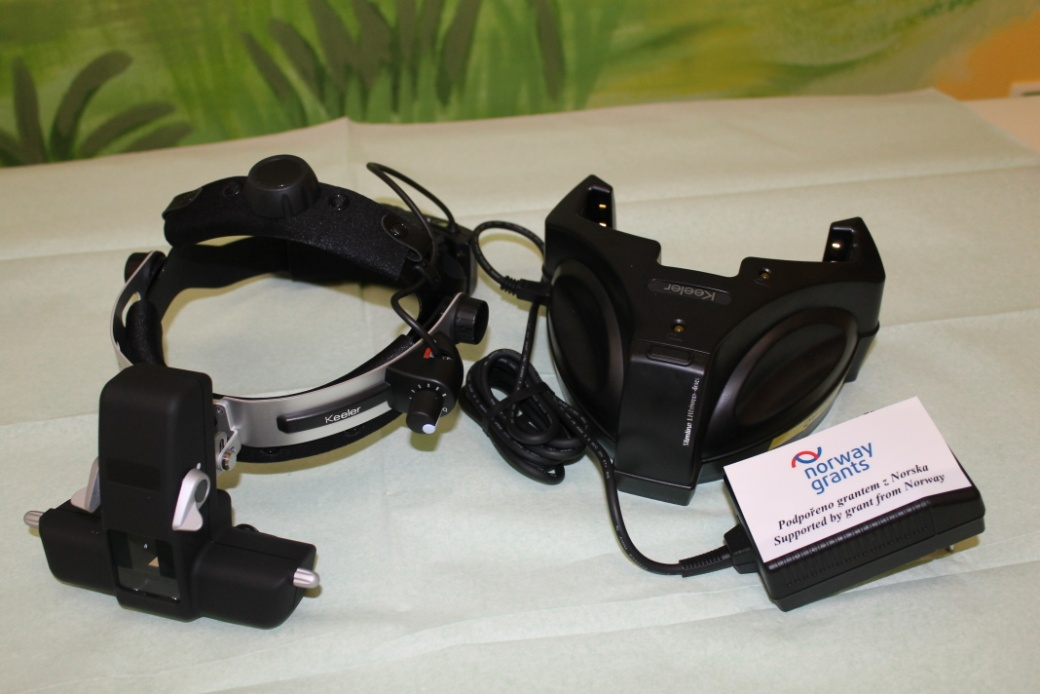 Keeler
Keeler
norway
grants
Podpořeno grantem z Norska
Supported by grant from Norway